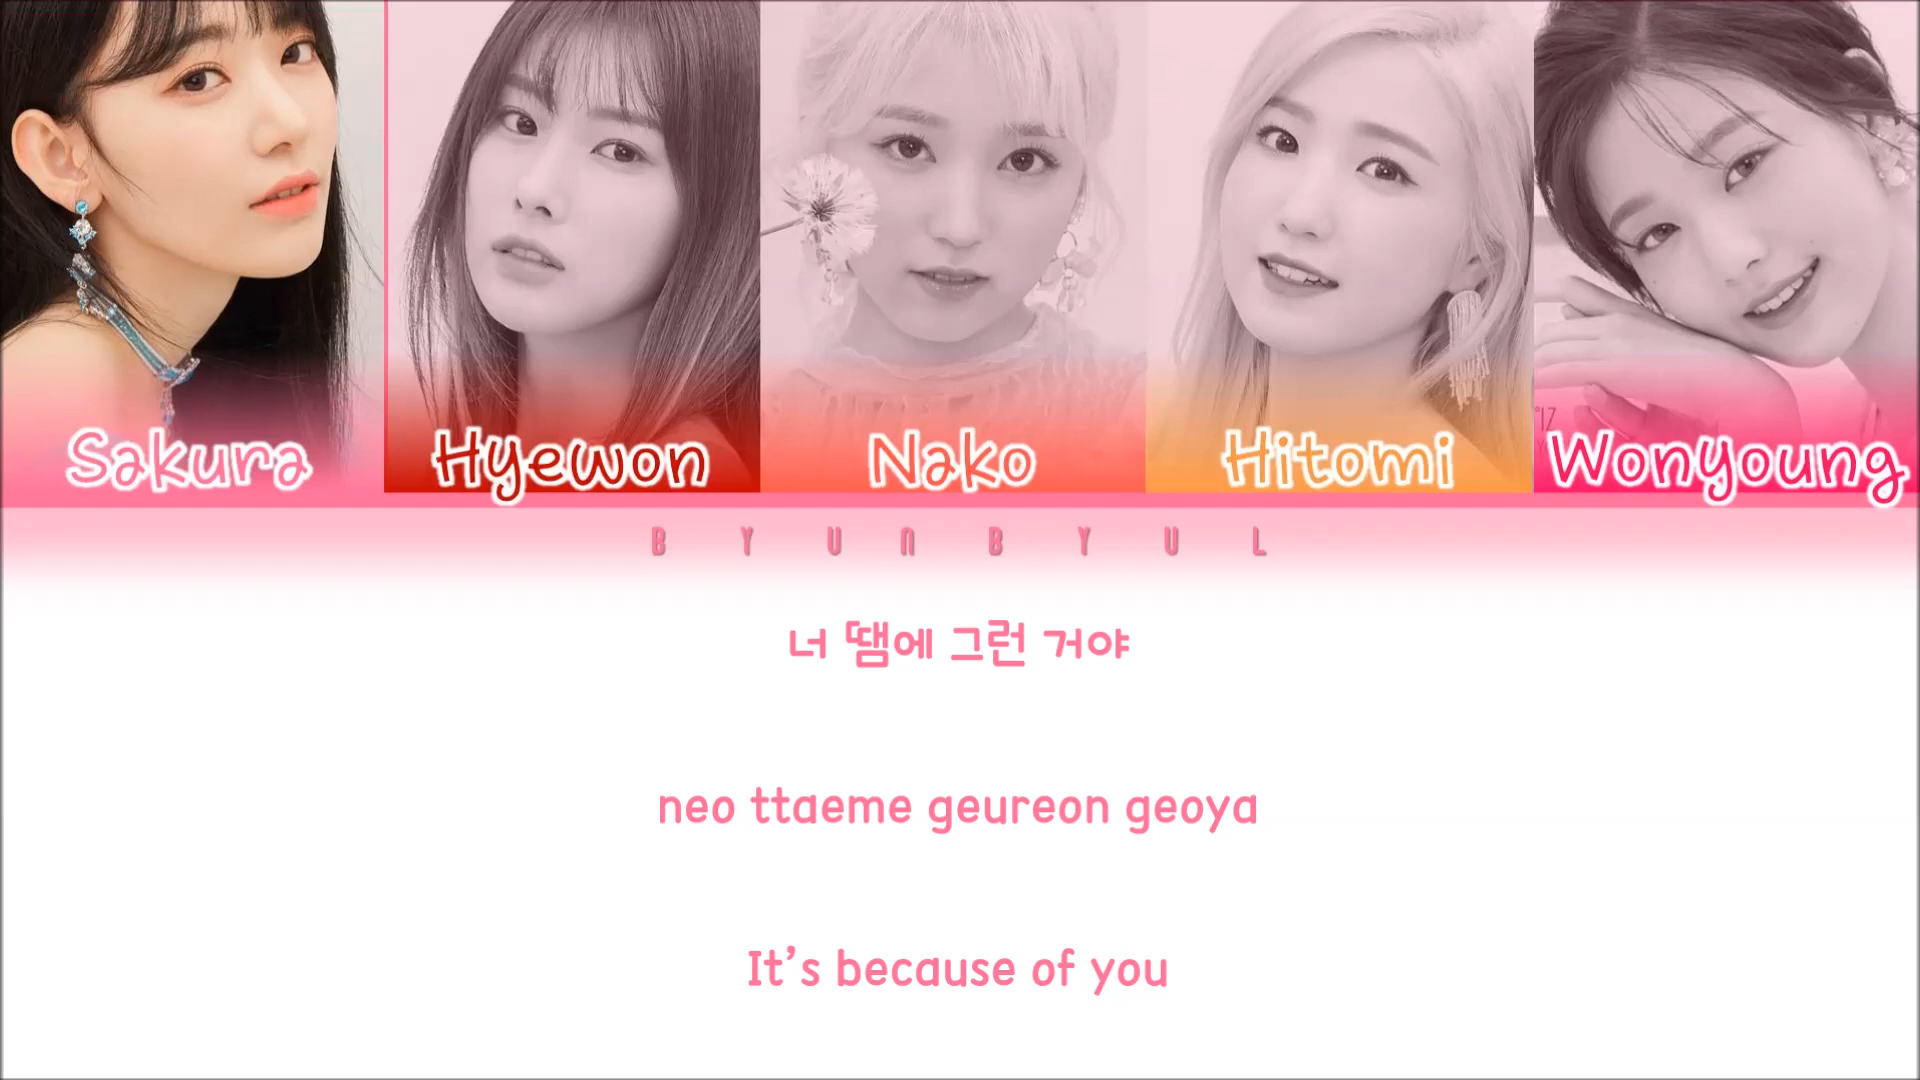 Sakura Hyewon Nako Hitomi Wonyoung
BYUNBYUL
너 땜에 그런 거야
neo ttaeme geureon geoya
It's because of you